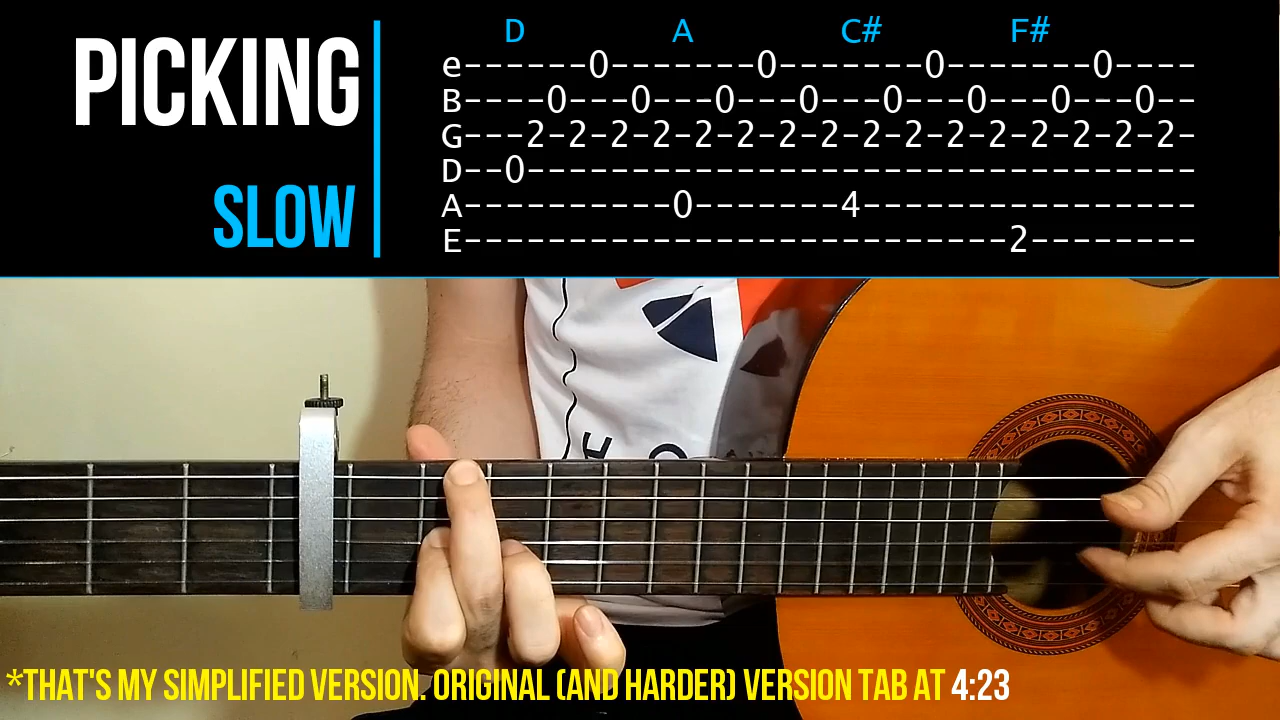 PICKING
SLOW
D A C# F#
e------0-------0-------0-------0----
B----0---0---0---0---0---0---0---0--
G---2-2-2-2-2-2-2-2-2-2-2-2-2-2-2-2-
D--0--------------------------------
A----------0-------4----------------
E--------------------------2--------
*THAT'S MY SIMPLIFIED VERSION. ORIGINAL (AND HARDER) VERSION TAB AT 4:23